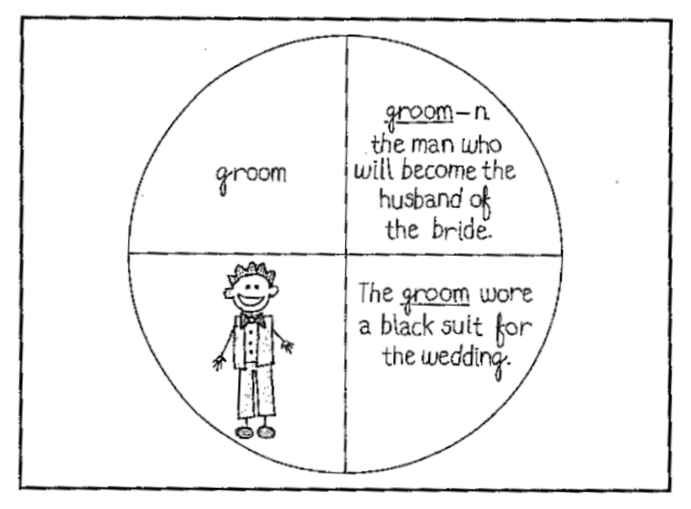 groom
groom-n
the man who
will become the
husband of
the bride.
The groom wore
a black suit for
the wedding.